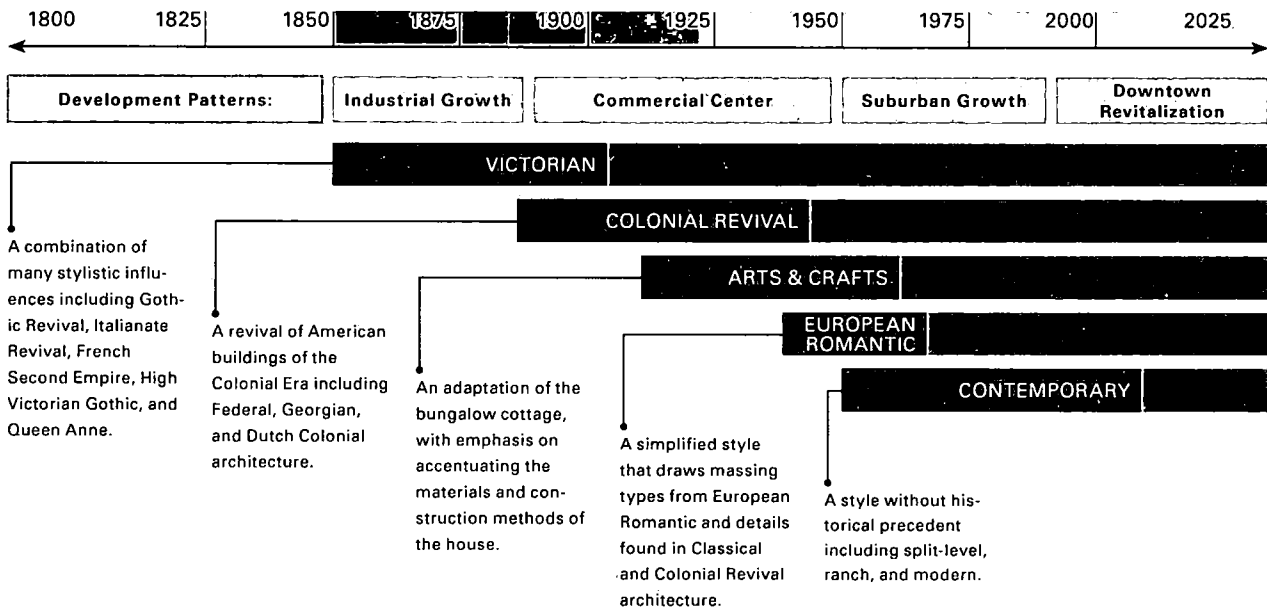 1800 1825 1850 1875 1900 1925 1950 1975 2000 2025
Development Patterns:
Industrial Growth
Commercial Center
Suburban Growth
Downtown
Revitalization
VICTORIAN
COLONIAL REVIVAL
ARTS & CRAFTS
EUROPEAN
ROMANTIC
CONTEMPORARY
A combination of
many stylistic influ-
ences including Goth-
ic Revival, Italianate
Revival, French
Second Empire, High
Victorian Gothic, and
Queen Anne.
A revival of American
buildings of the
Colonial Era including
Federal, Georgian,
and Dutch Colonial
architecture.
An adaptation of the
bungalow cottage,
with emphasis on
accentuating the
materials and con-
struction methods of
the house.
A simplified style
that draws massing
types from European
Romantic and details
found in Classical
and Colonial Revival
architecture.
A style without his-
torical precedent
including split-level,
ranch, and modern.